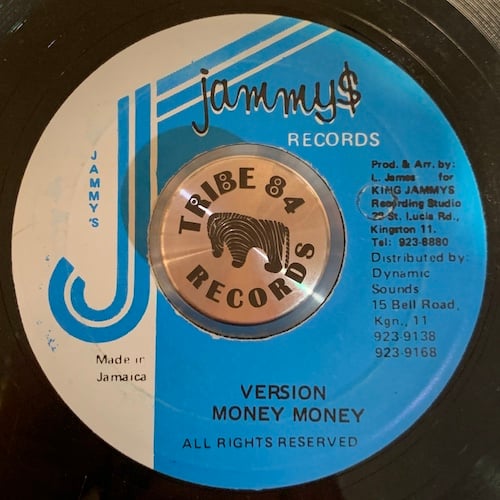 jammy$
RECORDS
JAMMY'S
Prod. & Arr. by:
L. James for
KING JAMMYS
Recording Studio
23 St. Lucia Rd.,
Kingston 11.
Tel: 923-8880
Distributed by:
Dynamic
Sounds
15 Bell Road,
Kgn., 11
923-9138
923-9168
TRIBE 84
RECORDS
Made in
Jamaica
VERSION
MONEY MONEY
ALL RIGHTS RESERVED